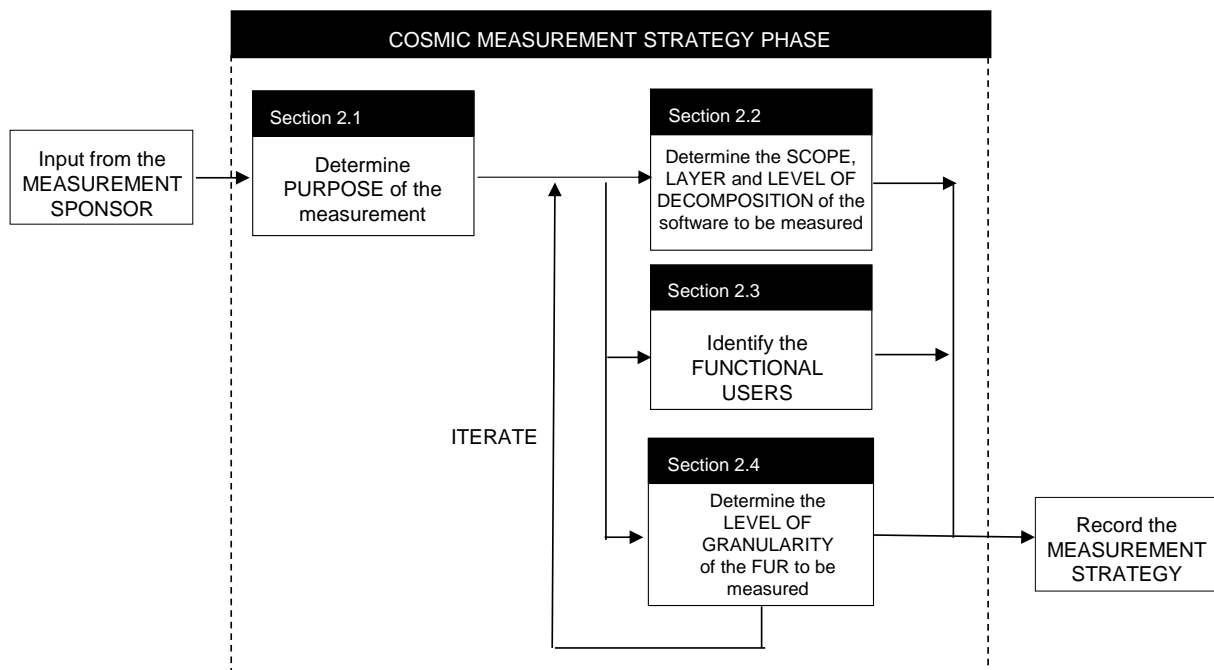 COSMIC MEASUREMENT STRATEGY PHASE
Input from the
MEASUREMENT
SPONSOR
Section 2.1
Determine
PURPOSE of the
measurement
Section 2.2
Determine the SCOPE,
LAYER and LEVEL OF
DECOMPOSITION of the
software to be measured
Section 2.3
Identify the
FUNCTIONAL
USERS
ITERATE
Section 2.4
Determine the
LEVEL OF
GRANULARITY
of the FUR to be
measured
Record the
MEASUREMENT
STRATEGY